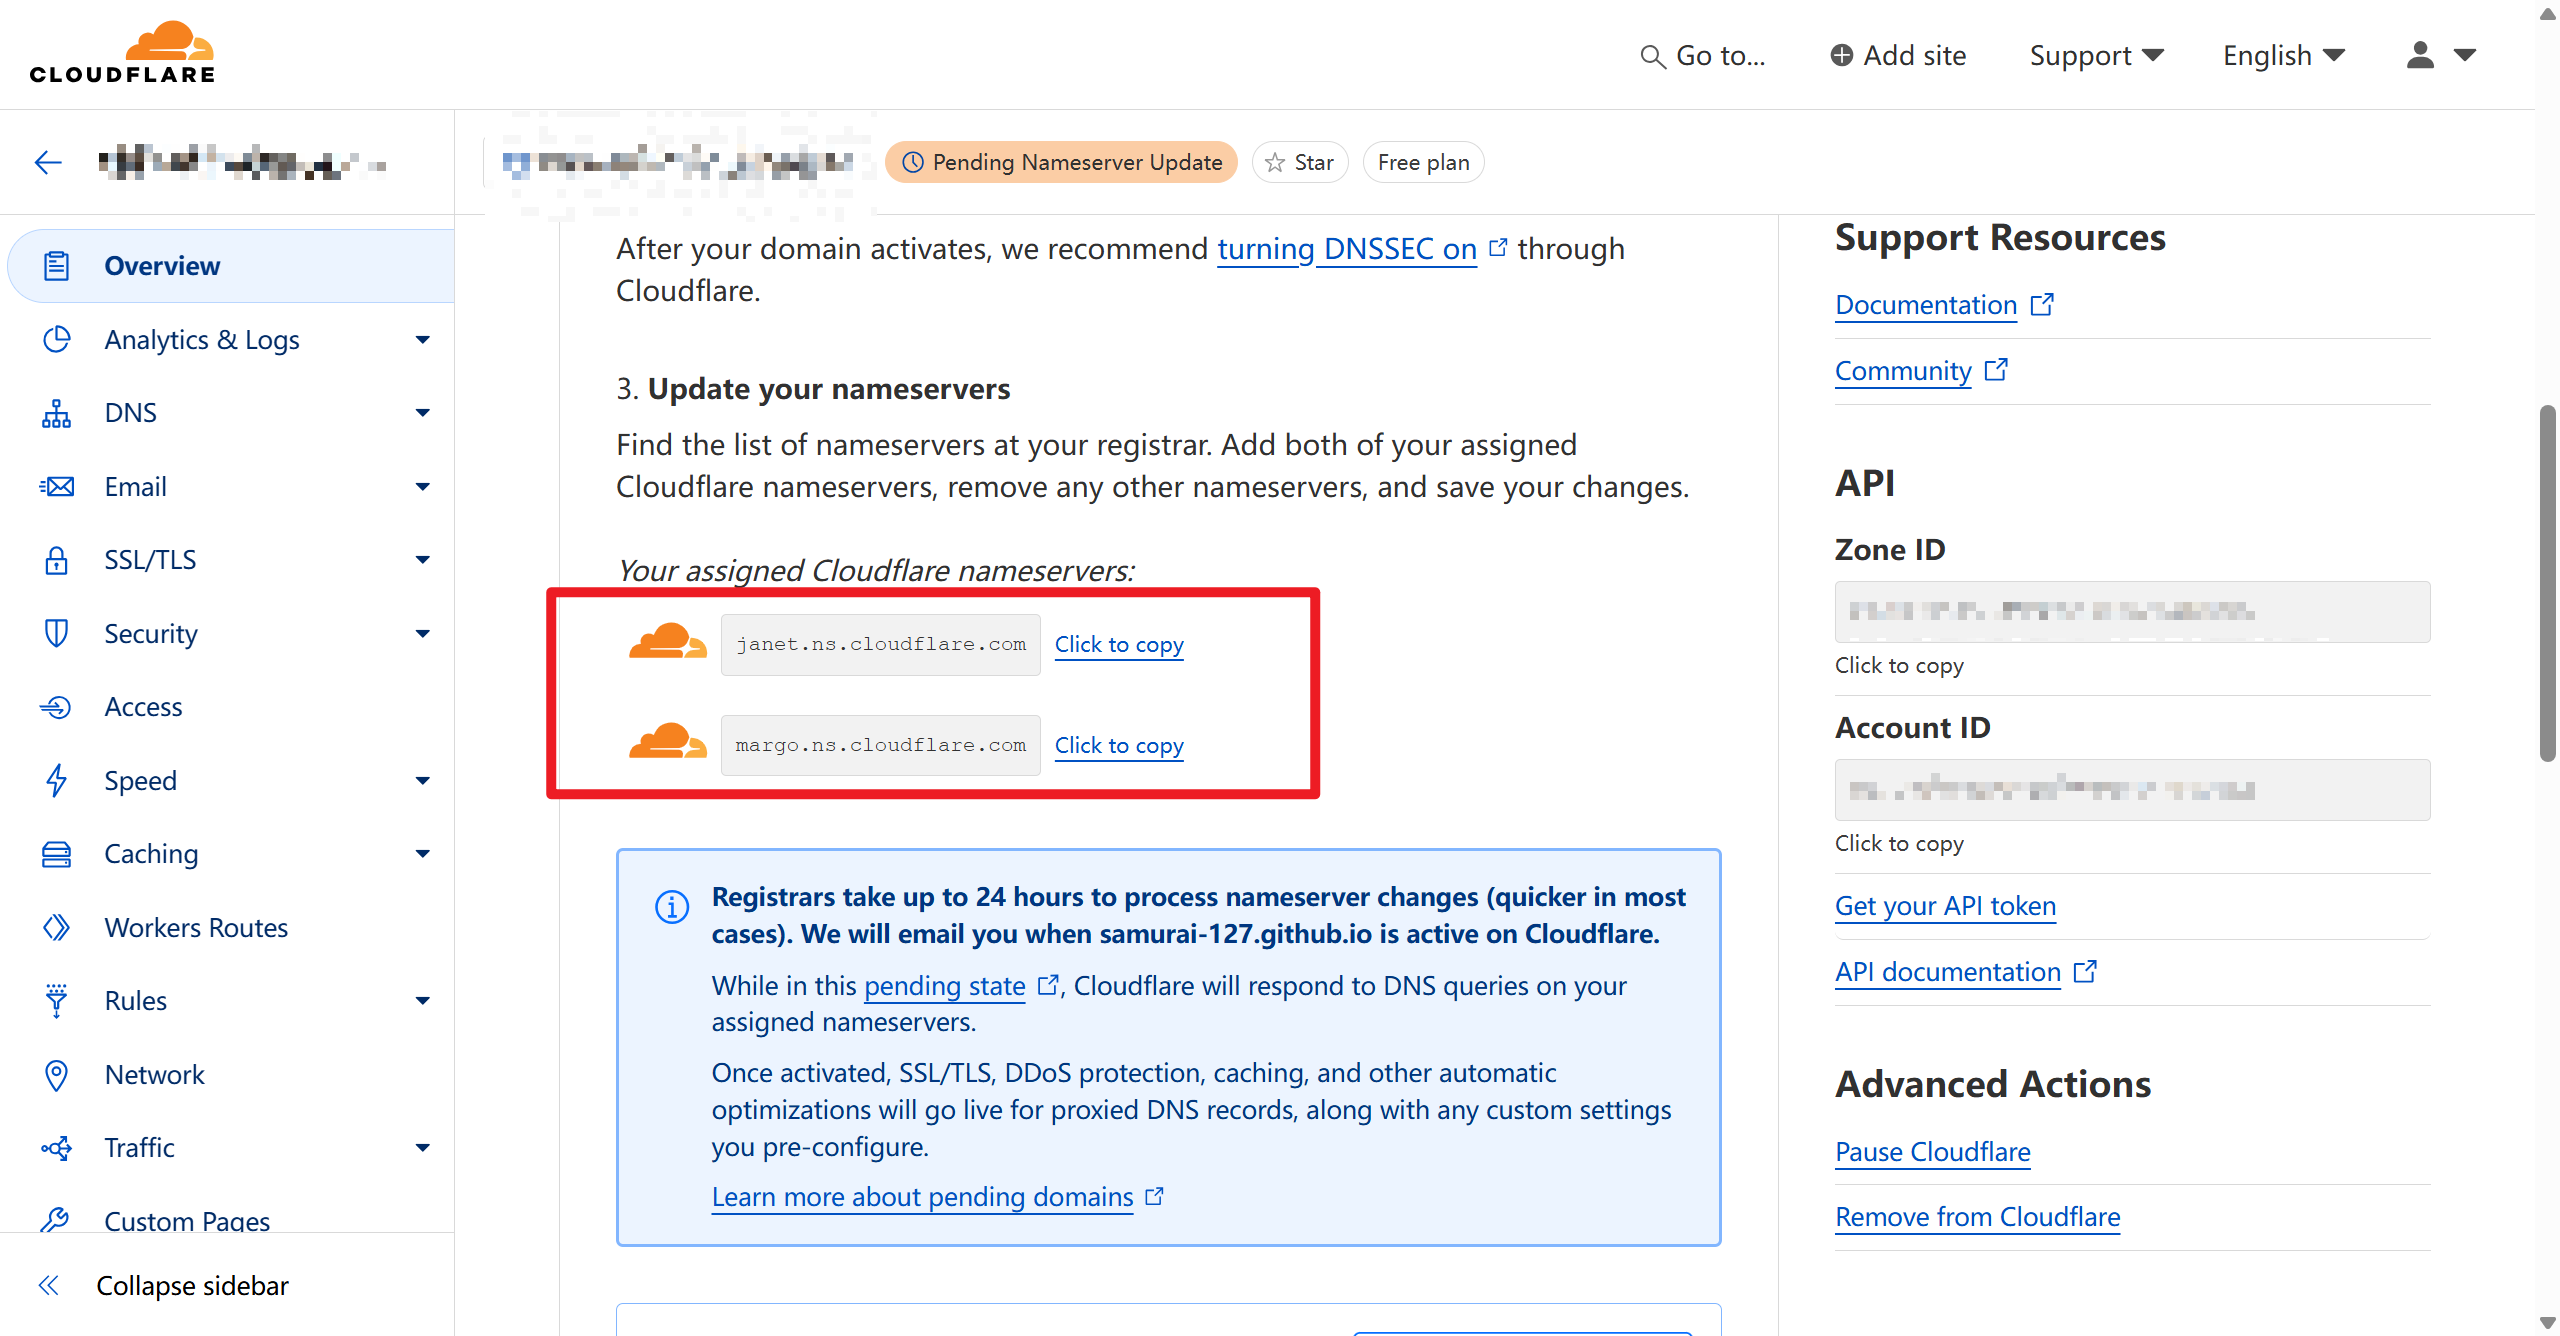 CLOUDFLARE
Go to...
Add site
Support
English
Pending Nameserver Update
Star
Free plan
Overview
Analytics & Logs
DNS
Email
SSL/TLS
Security
Access
Speed
Caching
Workers Routes
Rules
Network
Traffic
Custom Pages
Collapse sidebar
After your domain activates, we recommend turning DNSSEC on through
Cloudflare.
3. Update your nameservers
Find the list of nameservers at your registrar. Add both of your assigned
Cloudflare nameservers, remove any other nameservers, and save your changes.
Your assigned Cloudflare nameservers:
janet.ns.cloudflare.com Click to copy
margo.ns.cloudflare.com Click to copy
Registrars take up to 24 hours to process nameserver changes (quicker in most
cases). We will email you when samurai-127.github.io is active on Cloudflare.
While in this pending state , Cloudflare will respond to DNS queries on your
assigned nameservers.
Once activated, SSL/TLS, DDoS protection, caching, and other automatic
optimizations will go live for proxied DNS records, along with any custom settings
you pre-configure.
Learn more about pending domains
Support Resources
Documentation
Community
API
Zone ID
Click to copy
Account ID
Click to copy
Get your API token
API documentation
Advanced Actions
Pause Cloudflare
Remove from Cloudflare